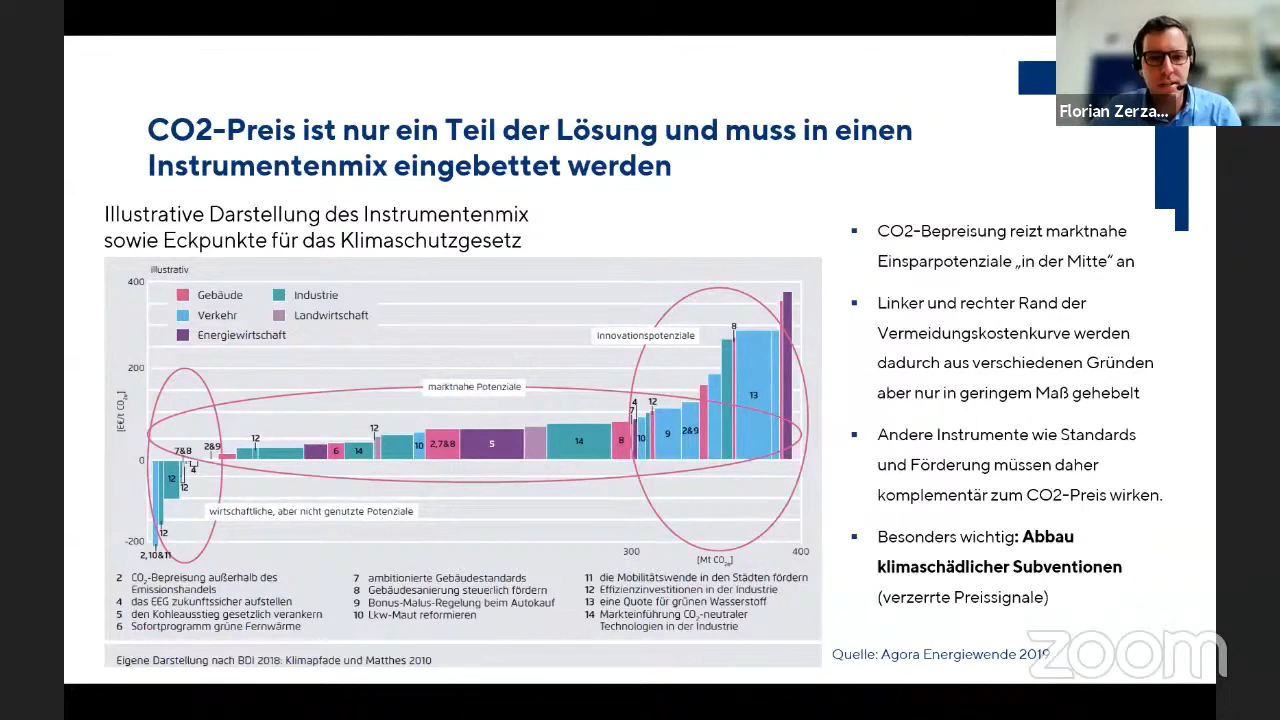 Florian Zerza...
CO2-Preis ist nur ein Teil der Lösung und muss in einen
Instrumentenmix eingebettet werden
Illustrative Darstellung des Instrumentenmix
sowie Eckpunkte für das Klimaschutzgesetz
illustrativ
400
200
0
-200
[€/t CO₂ₑ]
Gebäude
Industrie
Verkehr
Landwirtschaft
Energiewirtschaft
Innovationspotenziale
marktnahe Potenziale
wirtschaftliche, aber nicht genutzte Potenziale
7&8
2&9
4
12
12
12
2,10&11
12
6
14
12
10
2,7&8
5
14
8
4
7
10
12
9
2&9
8
13
300
[Mt CO₂ₑ]
400
2 CO₂-Bepreisung außerhalb des
Emissionshandels
4 das EEG zukunftssicher aufstellen
5 den Kohleausstieg gesetzlich verankern
6 Sofortprogramm grüne Fernwärme
7 ambitionierte Gebäudestandards
8 Gebäudesanierung steuerlich fördern
9 Bonus-Malus-Regelung beim Autokauf
10 Lkw-Maut reformieren
11 die Mobilitätswende in den Städten fördern
12 Effizienzinvestitionen in der Industrie
13 eine Quote für grünen Wasserstoff
14 Markteinführung CO₂-neutraler
Technologien in der Industrie
Eigene Darstellung nach BDI 2018: Klimapfade und Matthes 2010
CO2-Bepreisung reizt marktnahe
Einsparpotenziale „in der Mitte“ an
Linker und rechter Rand der
Vermeidungskostenkurve werden
dadurch aus verschiedenen Gründen
aber nur in geringem Maß gehebelt
Andere Instrumente wie Standards
und Förderung müssen daher
komplementär zum CO2-Preis wirken.
Besonders wichtig: Abbau
klimaschädlicher Subventionen
(verzerrte Preissignale)
Quelle: Agora Energiewende 2019
zoom